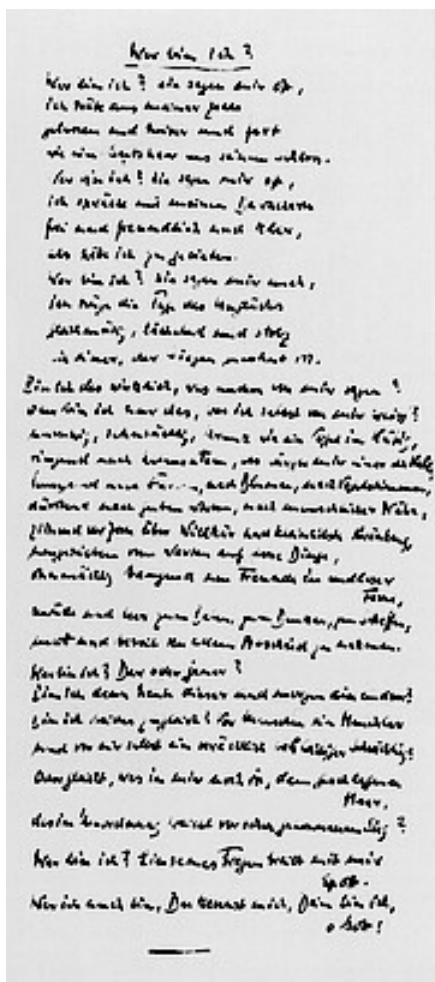 Wer bin ich?
Wer bin ich? Sie sagen mir oft,
ich träte aus meiner Zelle
gelassen und heiter und fest
wie ein Gutsherr aus seinem Schloss.
Wer bin ich? Sie sagen mir oft,
ich spräche mit meinen Bewachern
frei und freundlich und klar,
als hätte ich zu gebieten.
Wer bin ich? Sie sagen mir auch,
ich trüge die Tage des Unglücks
gleichmütig, lächelnd und stolz
wie einer, der Siegen gewohnt ist.
Bin ich das wirklich, was andere von mir sagen?
Oder bin ich nur das, was ich selbst von mir weiss?
unruhig, sehnsüchtig, krank wie ein Vogel im Käfig,
ringend nach Lebensatem, als würgte mir einer die Kehle,
hungernd nach Farben, nach Blumen, nach Vogelstimmen,
dürstend nach guten Worten, nach menschlicher Nähe,
zitternd vor Zorn über Willkür und kleinlichste Kränkung,
umgetrieben vom Warten auf grosse Dinge,
ohnmächtig bangend um Freunde in endloser
Ferne,
müde und leer zum Beten, zum Denken, zum Schaffen,
matt und bereit von allem Abschied zu nehmen.
Wer bin ich? Der oder jener?
Bin ich denn heute dieser und morgen ein andrer?
Bin ich beides zugleich? Vor Menschen ein Heuchler
und vor mir selbst ein verächtlich wehleidiger Schwächling?
Oder gleicht, was in mir noch ist, dem geschlagenen
Heer,
das in Unordnung weicht vor schon gewonnenem Sieg?
Wer bin ich? Einsames Fragen treibt mit mir
Spott.
Wer ich auch bin, Du kennst mich, Dein bin ich,
o Gott!